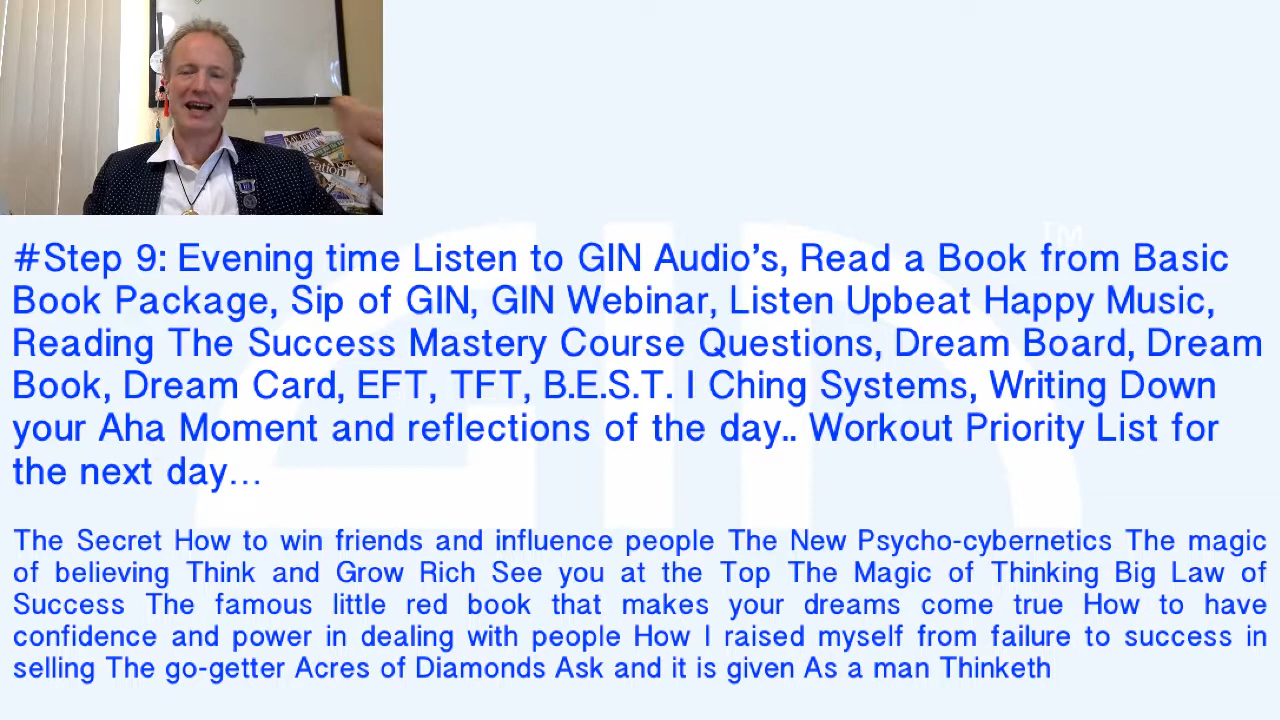 #Step 9: Evening time Listen to GIN Audio's, Read a Book from Basic
Book Package, Sip of GIN, GIN Webinar, Listen Upbeat Happy Music,
Reading The Success Mastery Course Questions, Dream Board, Dream
Book, Dream Card, EFT, TFT, B.E.S.T. I Ching Systems, Writing Down
your Aha Moment and reflections of the day.. Workout Priority List for
the next day...
The Secret How to win friends and influence people The New Psycho-cybernetics The magic
of believing Think and Grow Rich See you at the Top The Magic of Thinking Big Law of
Success The famous little red book that makes your dreams come true How to have
confidence and power in dealing with people How I raised myself from failure to success in
selling The go-getter Acres of Diamonds Ask and it is given As a man Thinketh
GIN
TM